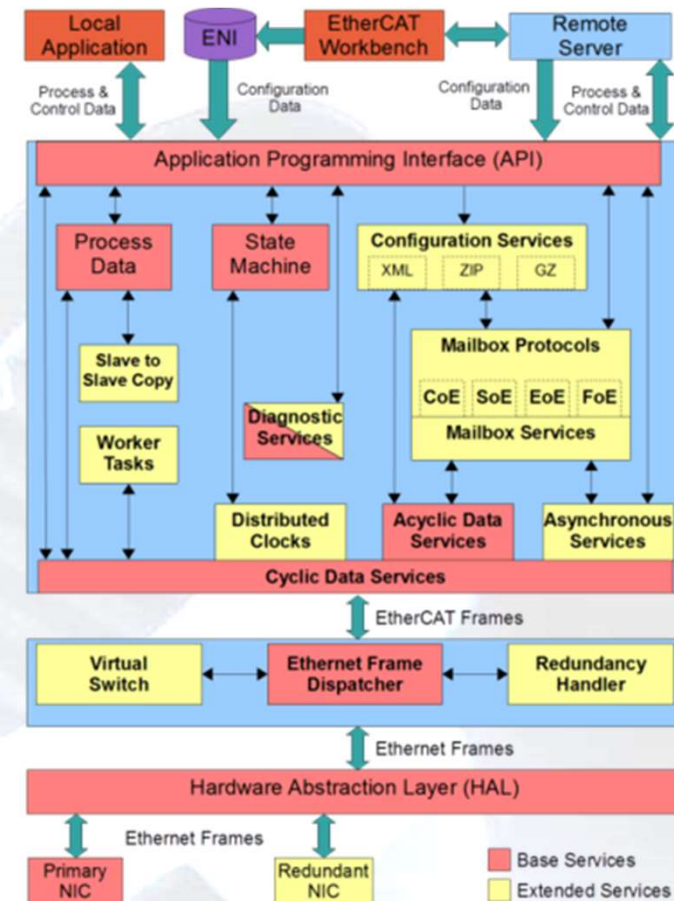 Local
Application
ENI
EtherCAT
Workbench
Remote
Server
Process &
Control Data
Configuration
Data
Configuration
Data
Process &
Control Data
Application Programming Interface (API)
Process
Data
State
Machine
Configuration Services
XML
ZIP
GZ
Slave to
Slave Copy
Mailbox Protocols
CoE
SoE
EoE
FoE
Mailbox Services
Diagnostic
Services
Worker
Tasks
Distributed
Clocks
Acyclic Data
Services
Asynchronous
Services
Cyclic Data Services
EtherCAT Frames
Virtual
Switch
Ethernet Frame
Dispatcher
Redundancy
Handler
Ethernet Frames
Hardware Abstraction Layer (HAL)
Ethernet Frames
Primary
NIC
Redundant
NIC
Base Services
Extended Services